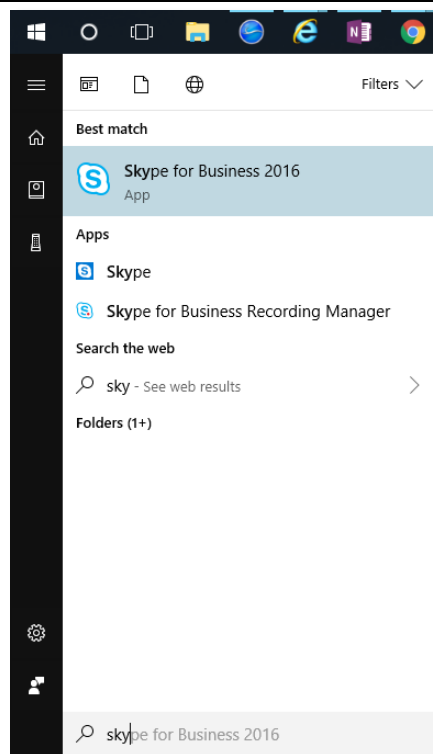 Filters
Best match
Skype for Business 2016
App
Apps
Skype
Skype for Business Recording Manager
Search the web
sky - See web results
Folders (1+)
skype for Business 2016